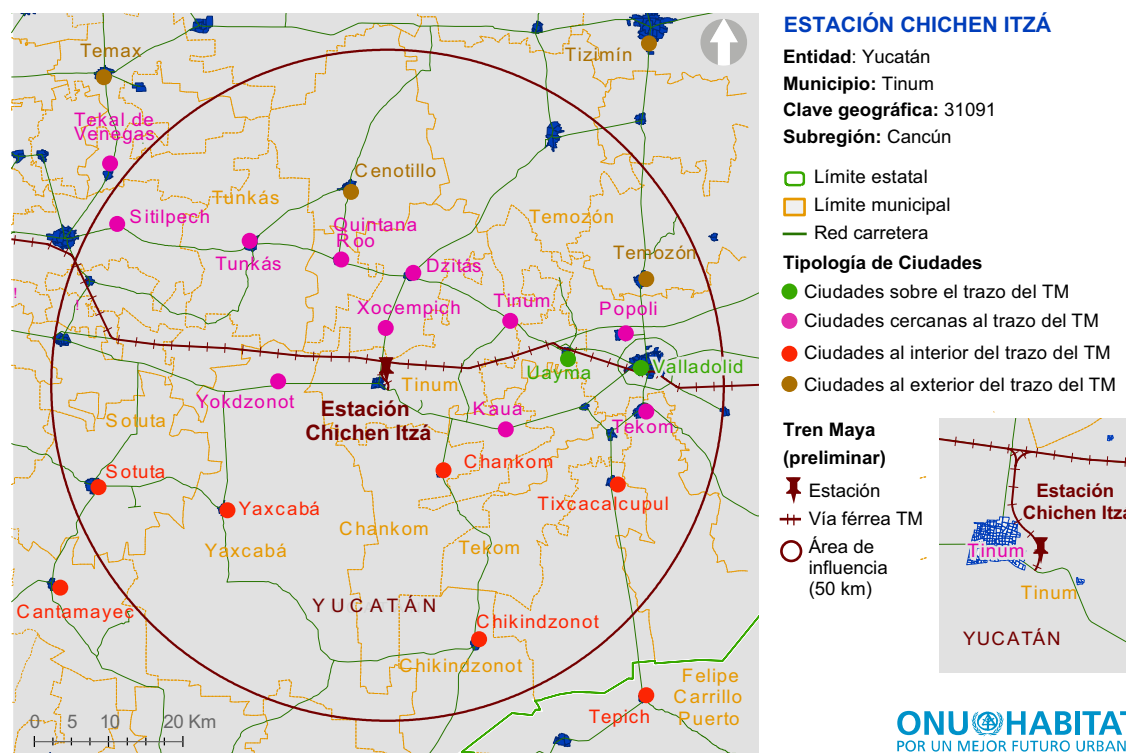 Temax
Tizimín
Tekal de
Venegas
Cenotillo
Tunkás
Sitilpech
Quintana
Roo
Temozón
Tunkás
Dzitás
Temozón
Xocempich
Tinum
Popoli
Uayma
Valladolid
Yokdzonot
Tinum
Estación
Chichen Itzá
Kaua
Tekom
Sotuta
Sotuta
Chankom
Tixcacalcupul
Yaxcabá
Chankom
Yaxcabá
Tekom
Cantamayec
YUCATÁN
Chikindzonot
Chikindzonot
Felipe
Carrillo
Puerto
Tepich
0 5 10 20 Km
ESTACIÓN CHICHEN ITZÁ
Entidad: Yucatán
Municipio: Tinum
Clave geográfica: 31091
Subregión: Cancún
Límite estatal
Límite municipal
Red carretera
Tipología de Ciudades
Ciudades sobre el trazo del TM
Ciudades cercanas al trazo del TM
Ciudades al interior del trazo del TM
Ciudades al exterior del trazo del TM
Tren Maya
(preliminar)
Estación
Vía férrea TM
Área de
influencia
(50 km)
Estación
Chichen Itzá
Tinum
Tinum
YUCATÁN
ONU HABITAT
POR UN MEJOR FUTURO URBAN